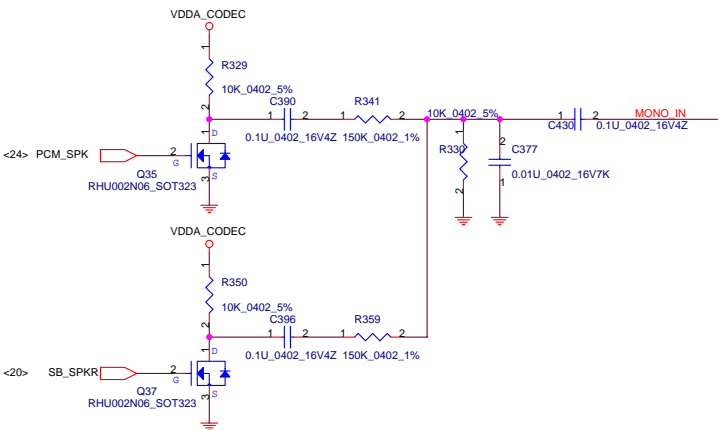 VDDA_CODEC
1
R329
10K_0402_5%
2
C390
1 2
0.1U_0402_16V4Z
R341
1 2
150K_0402_1%
10K_0402_5%
R330
1
2
C377
2
0.01U_0402_16V7K
1
1 2
C430
0.1U_0402_16V4Z
MONO_IN
<24> PCM_SPK
2
G
1
D
3
S
Q35
RHU002N06_SOT323
VDDA_CODEC
1
R350
10K_0402_5%
2
C396
1 2
0.1U_0402_16V4Z
R359
1 2
150K_0402_1%
<20> SB_SPKR
2
G
1
D
3
S
Q37
RHU002N06_SOT323